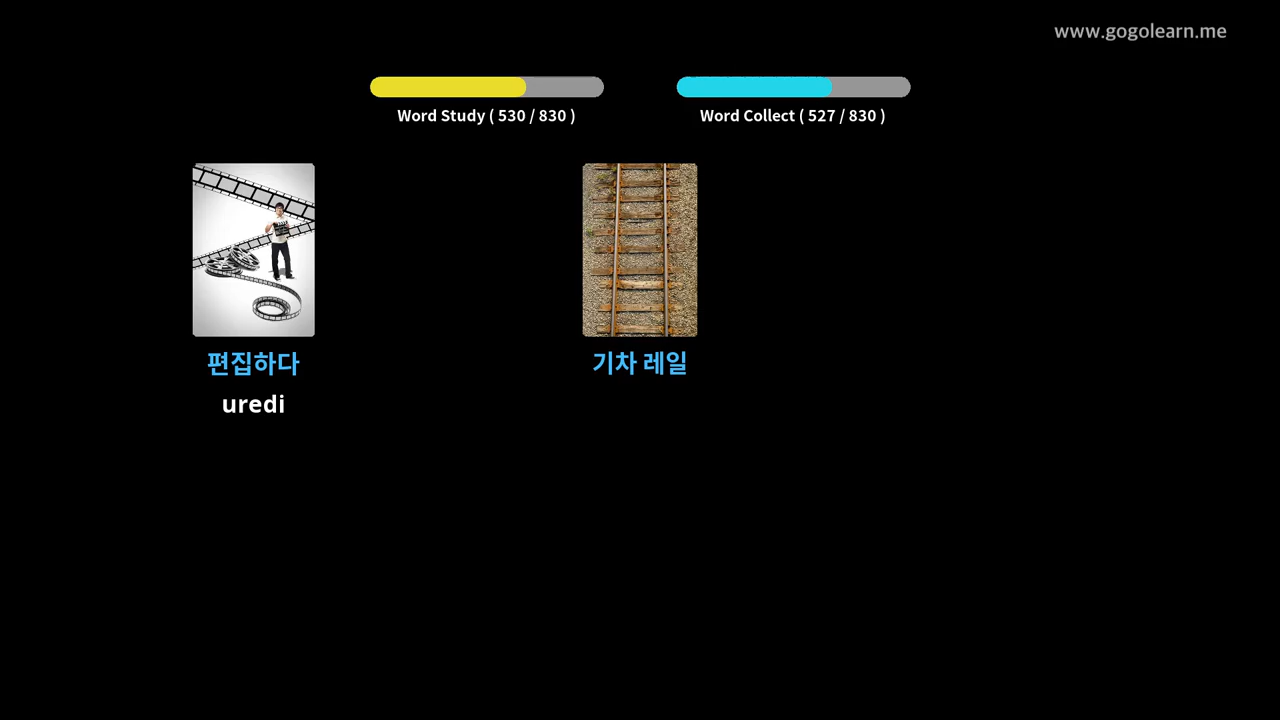 www.gogolearn.me
Word Study ( 530 / 830 )
Word Collect ( 527 / 830 )
편집하다
기차 레일
uredi